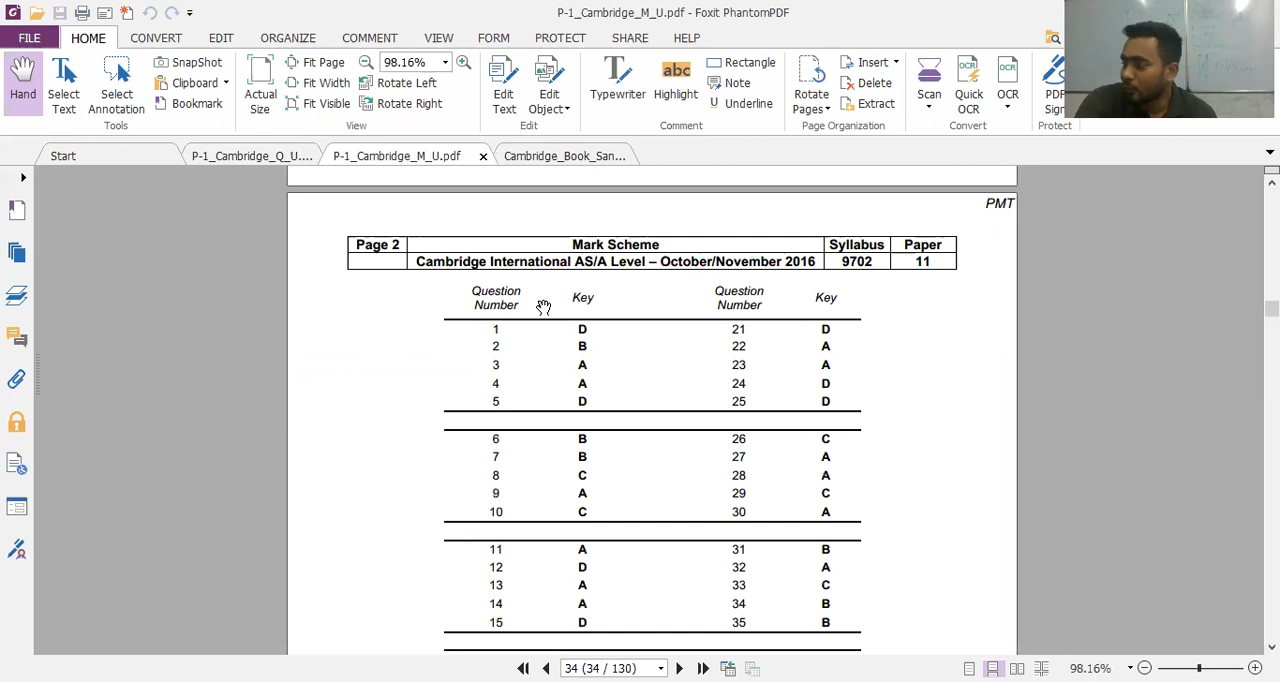 P-1_Cambridge_M_U.pdf - Foxit PhantomPDF
FILE HOME CONVERT EDIT ORGANIZE COMMENT VIEW FORM PROTECT SHARE HELP
Hand
Select Text
Select Annotation
SnapShot
Clipboard
Bookmark
Tools
Actual Size
Fit Page
Fit Width
Fit Visible
98.16%
Rotate Left
Rotate Right
View
Edit Text
Edit Object
Edit
Typewriter
abc
Highlight
Rectangle
Note
Underline
Comment
Rotate Pages
Insert
Delete
Extract
Page Organization
Scan
OCR
Quick OCR
OCR
OCR
Convert
PDF Sign
Protect
Start P-1_Cambridge_Q_U.... P-1_Cambridge_M_U.pdf Cambridge_Book_San...
PMT
Page 2 Mark Scheme Syllabus Paper
Cambridge International AS/A Level – October/November 2016 9702 11
Question Number Key Question Number Key
1 D 21 D
2 B 22 A
3 A 23 A
4 A 24 D
5 D 25 D
6 B 26 C
7 B 27 A
8 C 28 A
9 A 29 C
10 C 30 A
11 A 31 B
12 D 32 A
13 A 33 C
14 A 34 B
15 D 35 B
34 (34 / 130)
98.16%